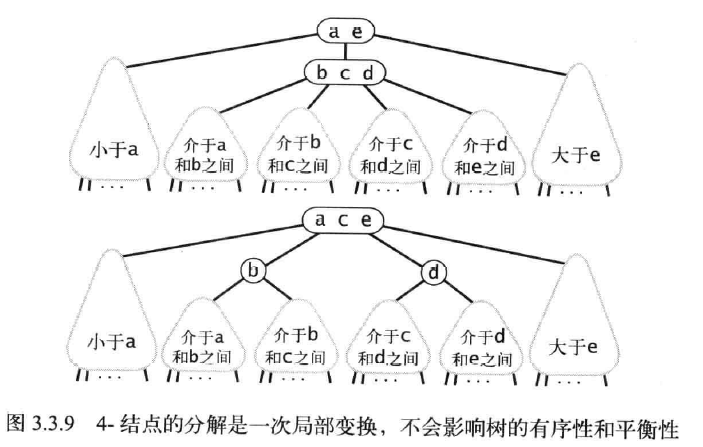 a e
b c d
小于a
介于a
和b之间
介于b
和c之间
介于c
和d之间
介于d
和e之间
大于e
a c e
b
d
小于a
介于a
和b之间
介于b
和c之间
介于c
和d之间
介于d
和e之间
大于e
图 3.3.9 4- 结点的分解是一次局部变换，不会影响树的有序性和平衡性